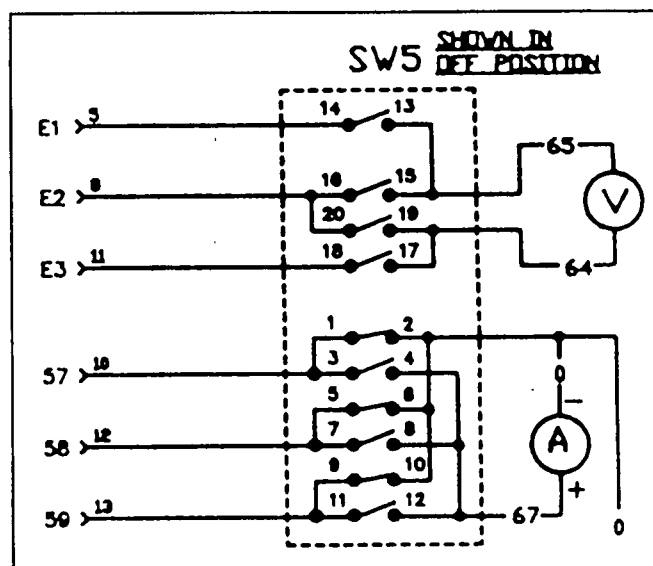 SW5 SHOWN IN
OFF POSITION
14 13
E1 5
16 15 65
E2 8 V
20 19
18 17
E3 11 64
1 2
3 4
57 10 0
5 6 −
7 8 A
58 12 +
9 10
11 12
59 13 67 0